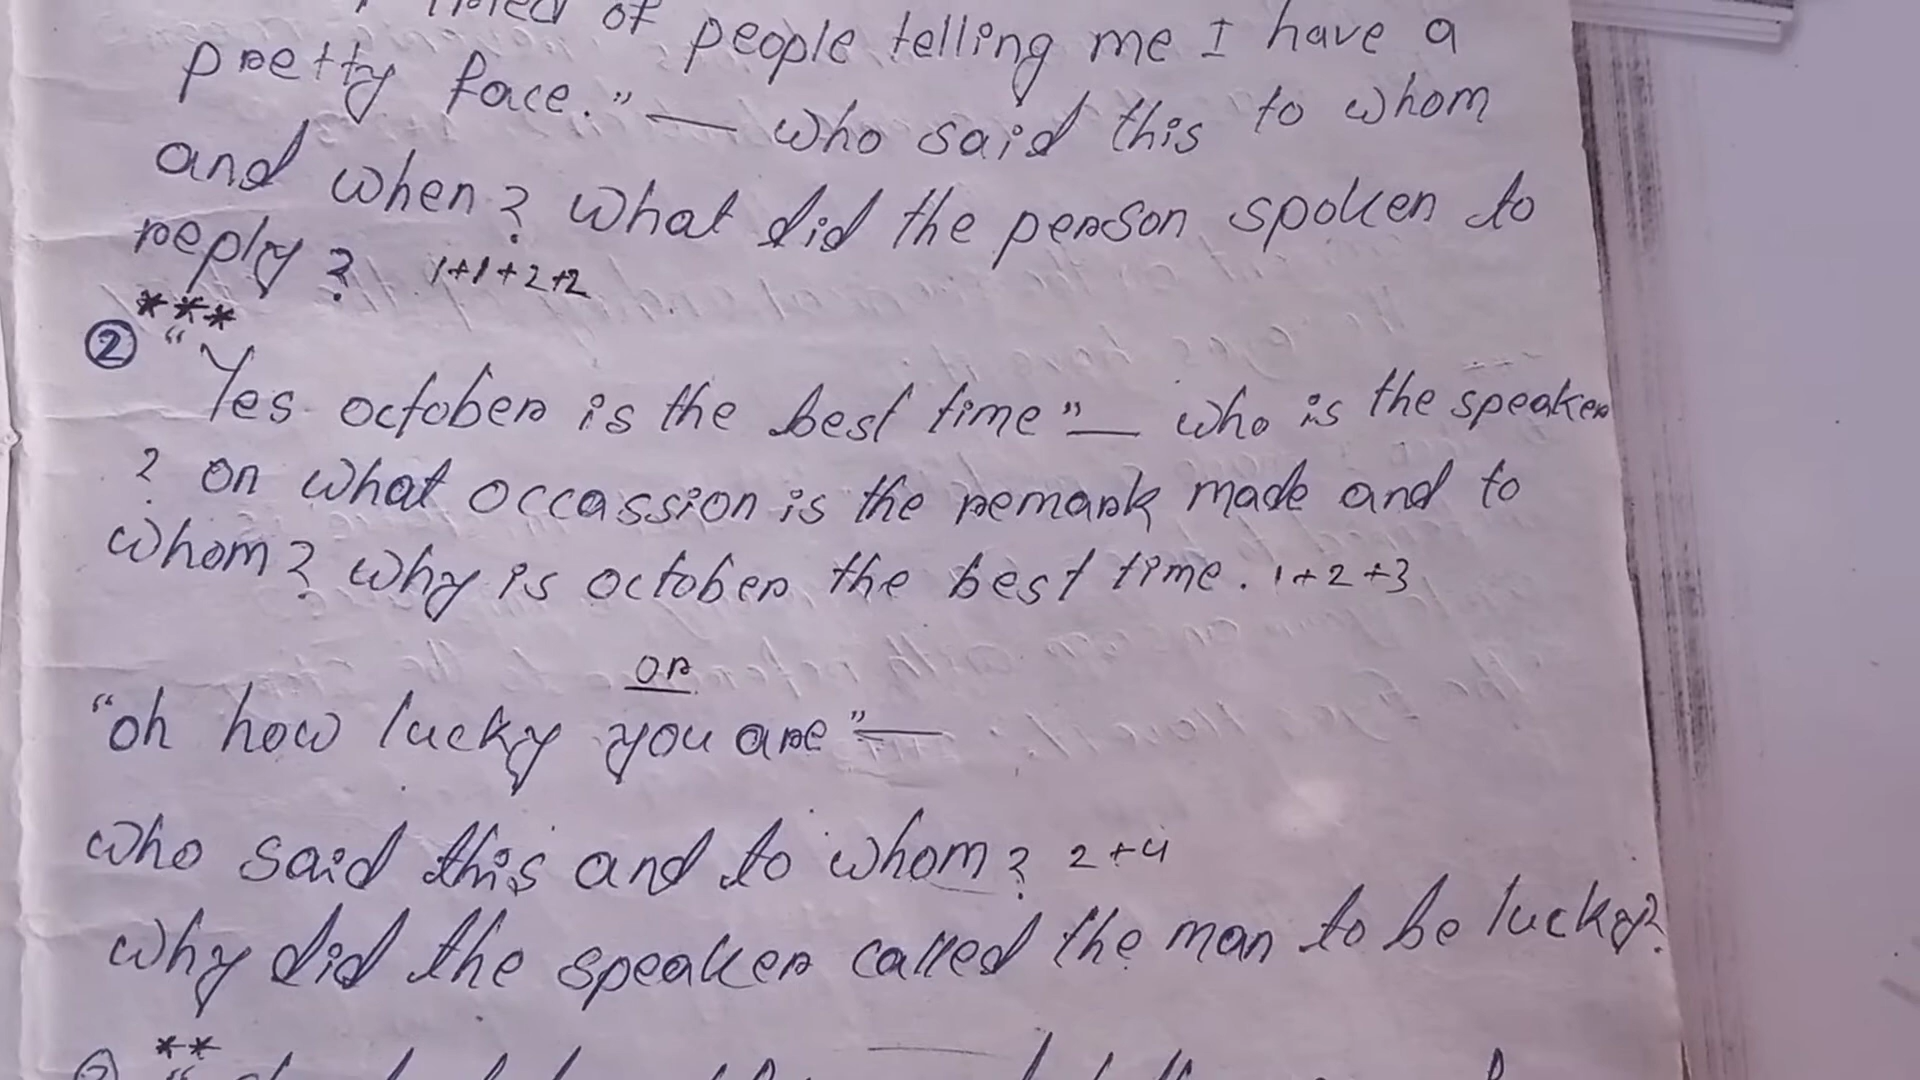 of people telling me I have a
pretty face." — who said this to whom
and when? What did the person spoken to
reply? 1+1+2+2
***
② "Yes october is the best time" — who is the speaker
? on what occassion is the remark made and to
whom? why is october the best time. 1+2+3
or
"oh how lucky you are" —
who said this and to whom? 2+4
why did the speaker called the man to be lucky?
**